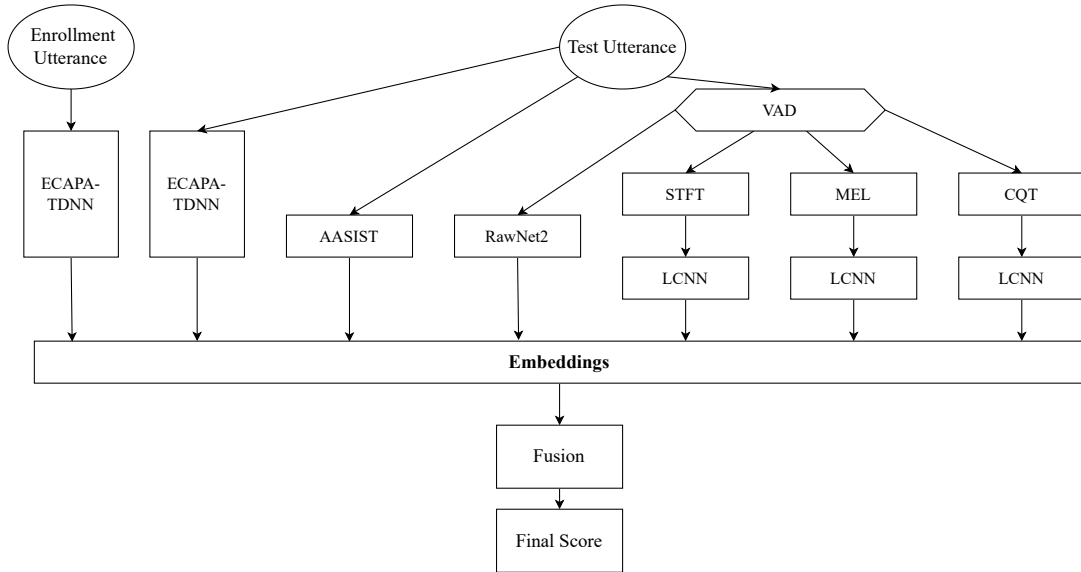 Enrollment
Utterance
Test Utterance
VAD
ECAPA-
TDNN
ECAPA-
TDNN
STFT
MEL
CQT
AASIST
RawNet2
LCNN
LCNN
LCNN
Embeddings
Fusion
Final Score